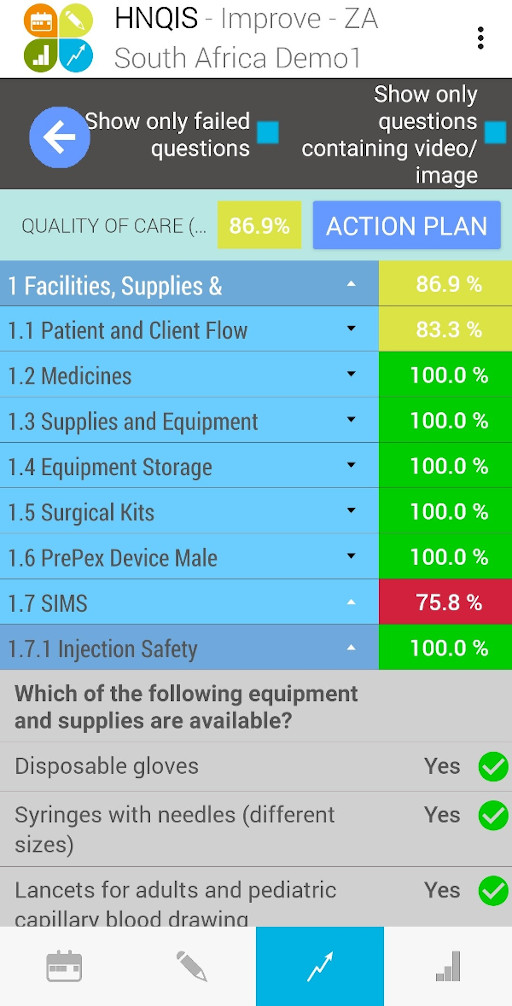 HNQIS - Improve - ZA
South Africa Demo1
Show only failed
questions
Show only
questions
containing video/
image
QUALITY OF CARE (...
86.9%
ACTION PLAN
1 Facilities, Supplies &
86.9 %
1.1 Patient and Client Flow
83.3 %
1.2 Medicines
100.0 %
1.3 Supplies and Equipment
100.0 %
1.4 Equipment Storage
100.0 %
1.5 Surgical Kits
100.0 %
1.6 PrePex Device Male
100.0 %
1.7 SIMS
75.8 %
1.7.1 Injection Safety
100.0 %
Which of the following equipment
and supplies are available?
Disposable gloves
Yes
Syringes with needles (different
sizes)
Yes
Lancets for adults and pediatric
capillary blood drawing
Yes